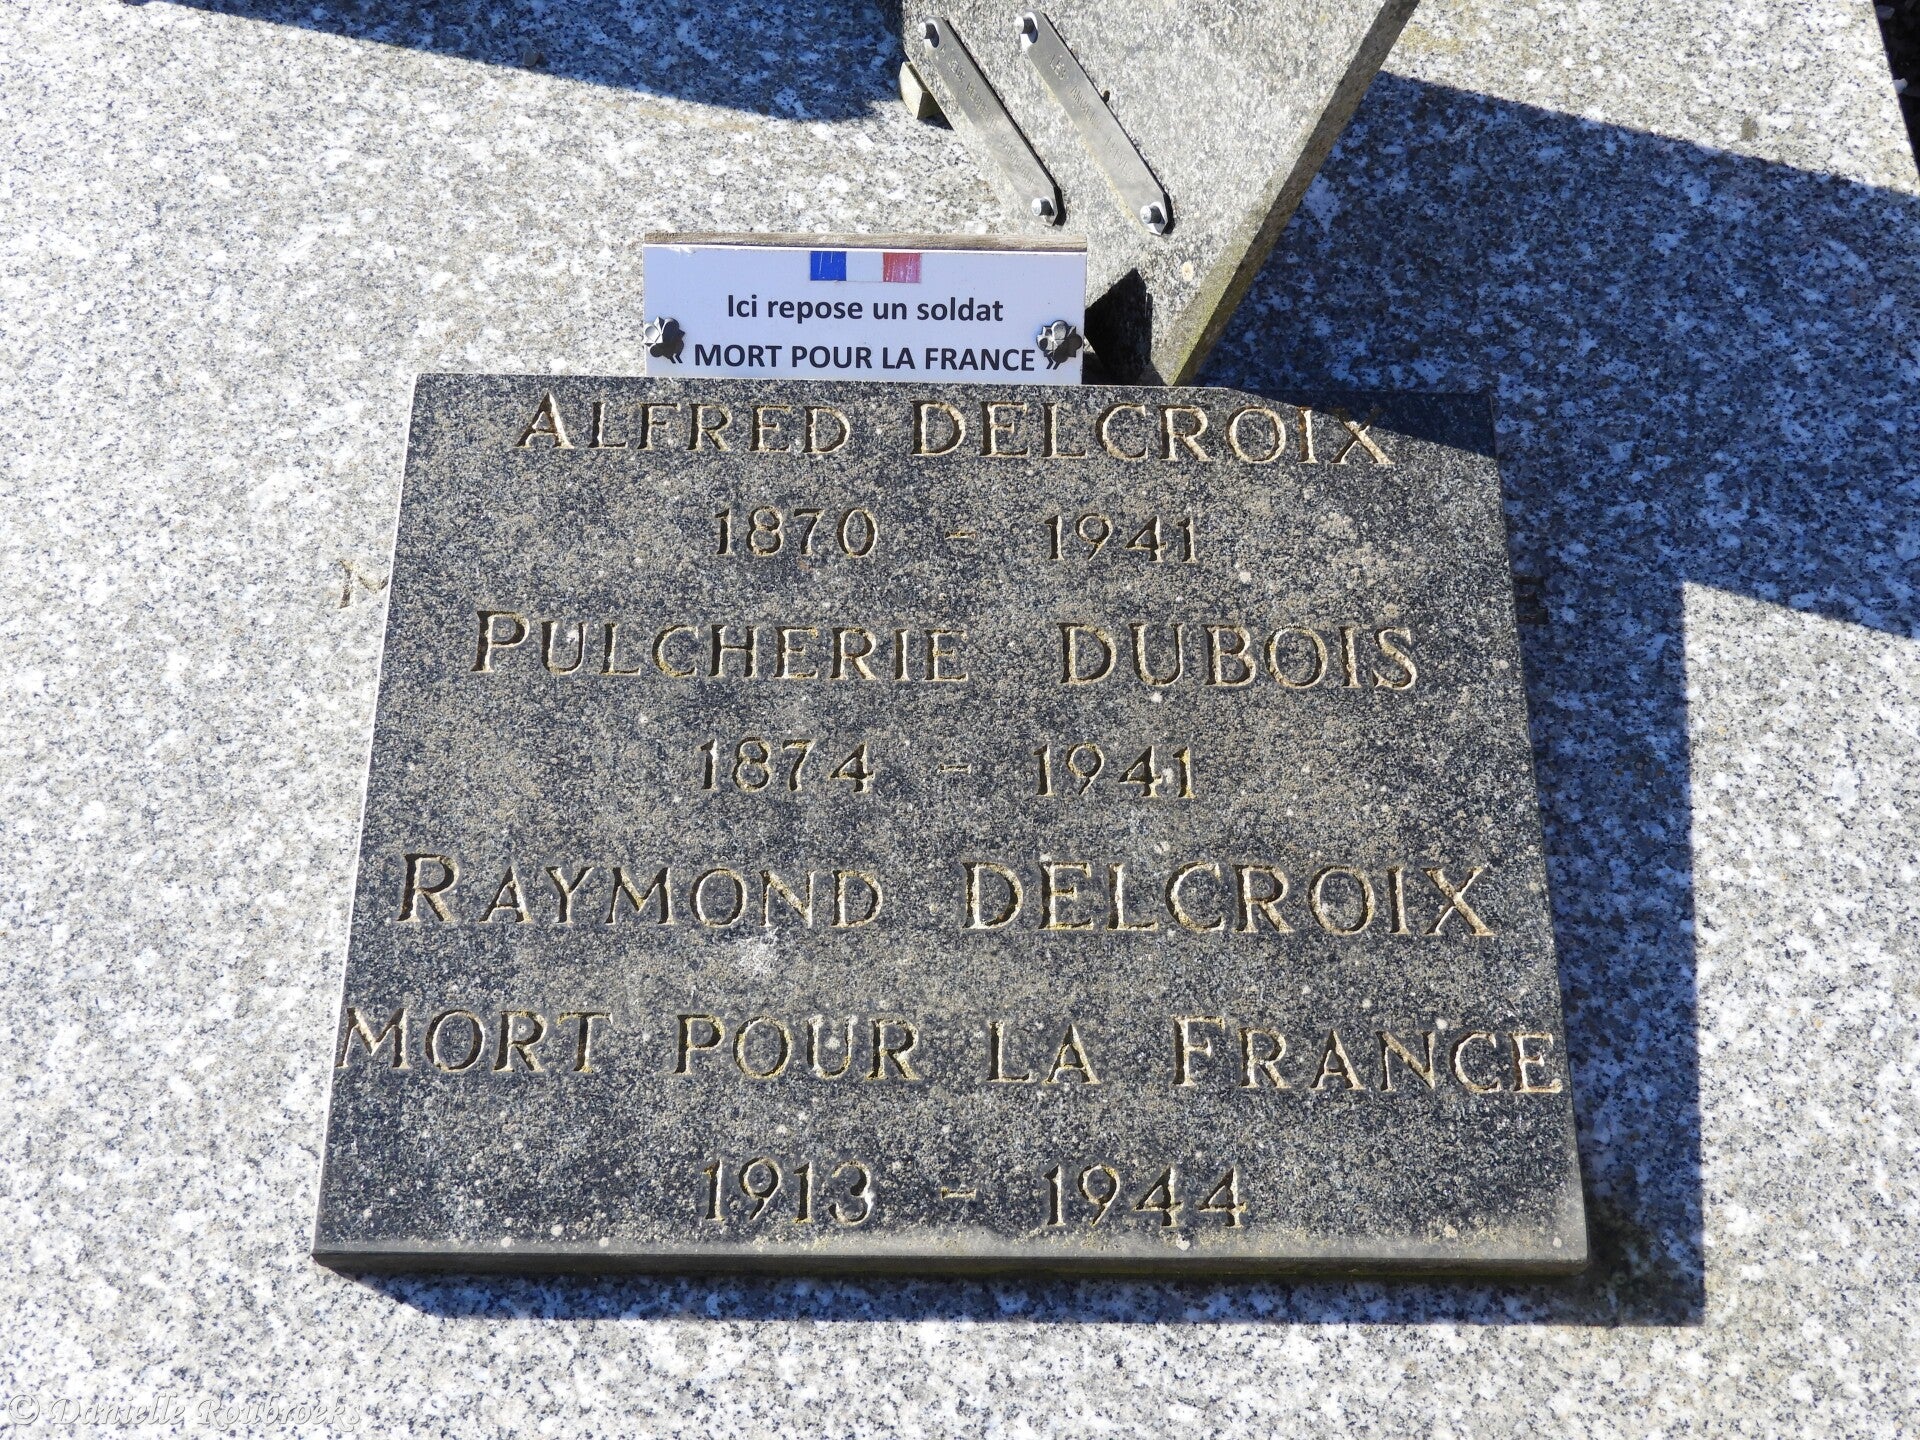 Ici repose un soldat
MORT POUR LA FRANCE
ALFRED DELCROIX
1870 - 1941
PULCHERIE DUBOIS
1874 - 1941
RAYMOND DELCROIX
MORT POUR LA FRANCE
1913 - 1944
© Danielle Roubroeks